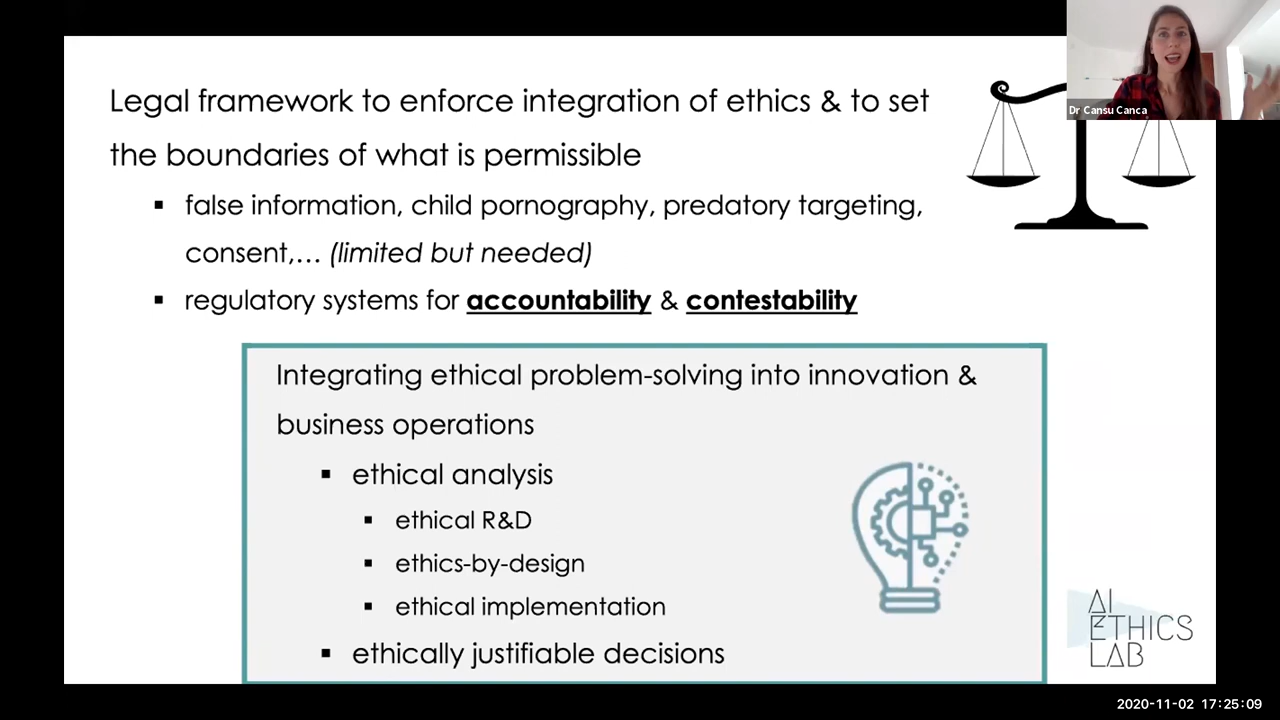 Legal framework to enforce integration of ethics & to set
the boundaries of what is permissible
▪ false information, child pornography, predatory targeting,
consent,... (limited but needed)
▪ regulatory systems for accountability & contestability
Integrating ethical problem-solving into innovation &
business operations
▪ ethical analysis
▪ ethical R&D
▪ ethics-by-design
▪ ethical implementation
▪ ethically justifiable decisions
Dr Cansu Canca
AI
ETHICS
LAB
2020-11-02 17:25:09